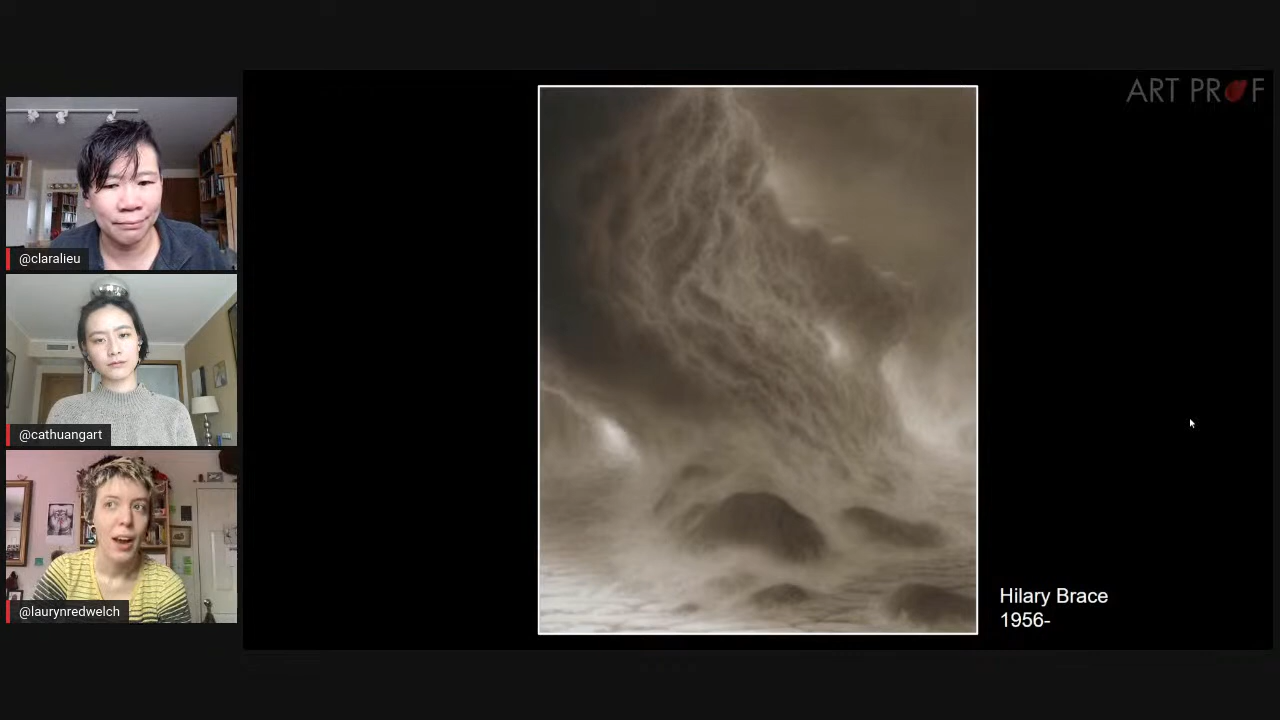 ART PROF
@claralieu
@cathuangart
@laurynredwelch
Hilary Brace
1956-